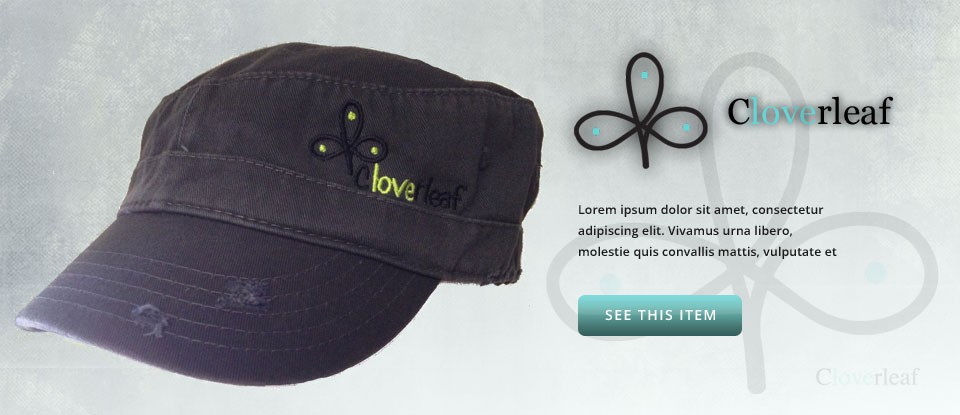 Cloverleaf
Cloverleaf
Lorem ipsum dolor sit amet, consectetur
adipiscing elit. Vivamus urna libero,
molestie quis convallis mattis, vulputate et
SEE THIS ITEM
Cloverleaf